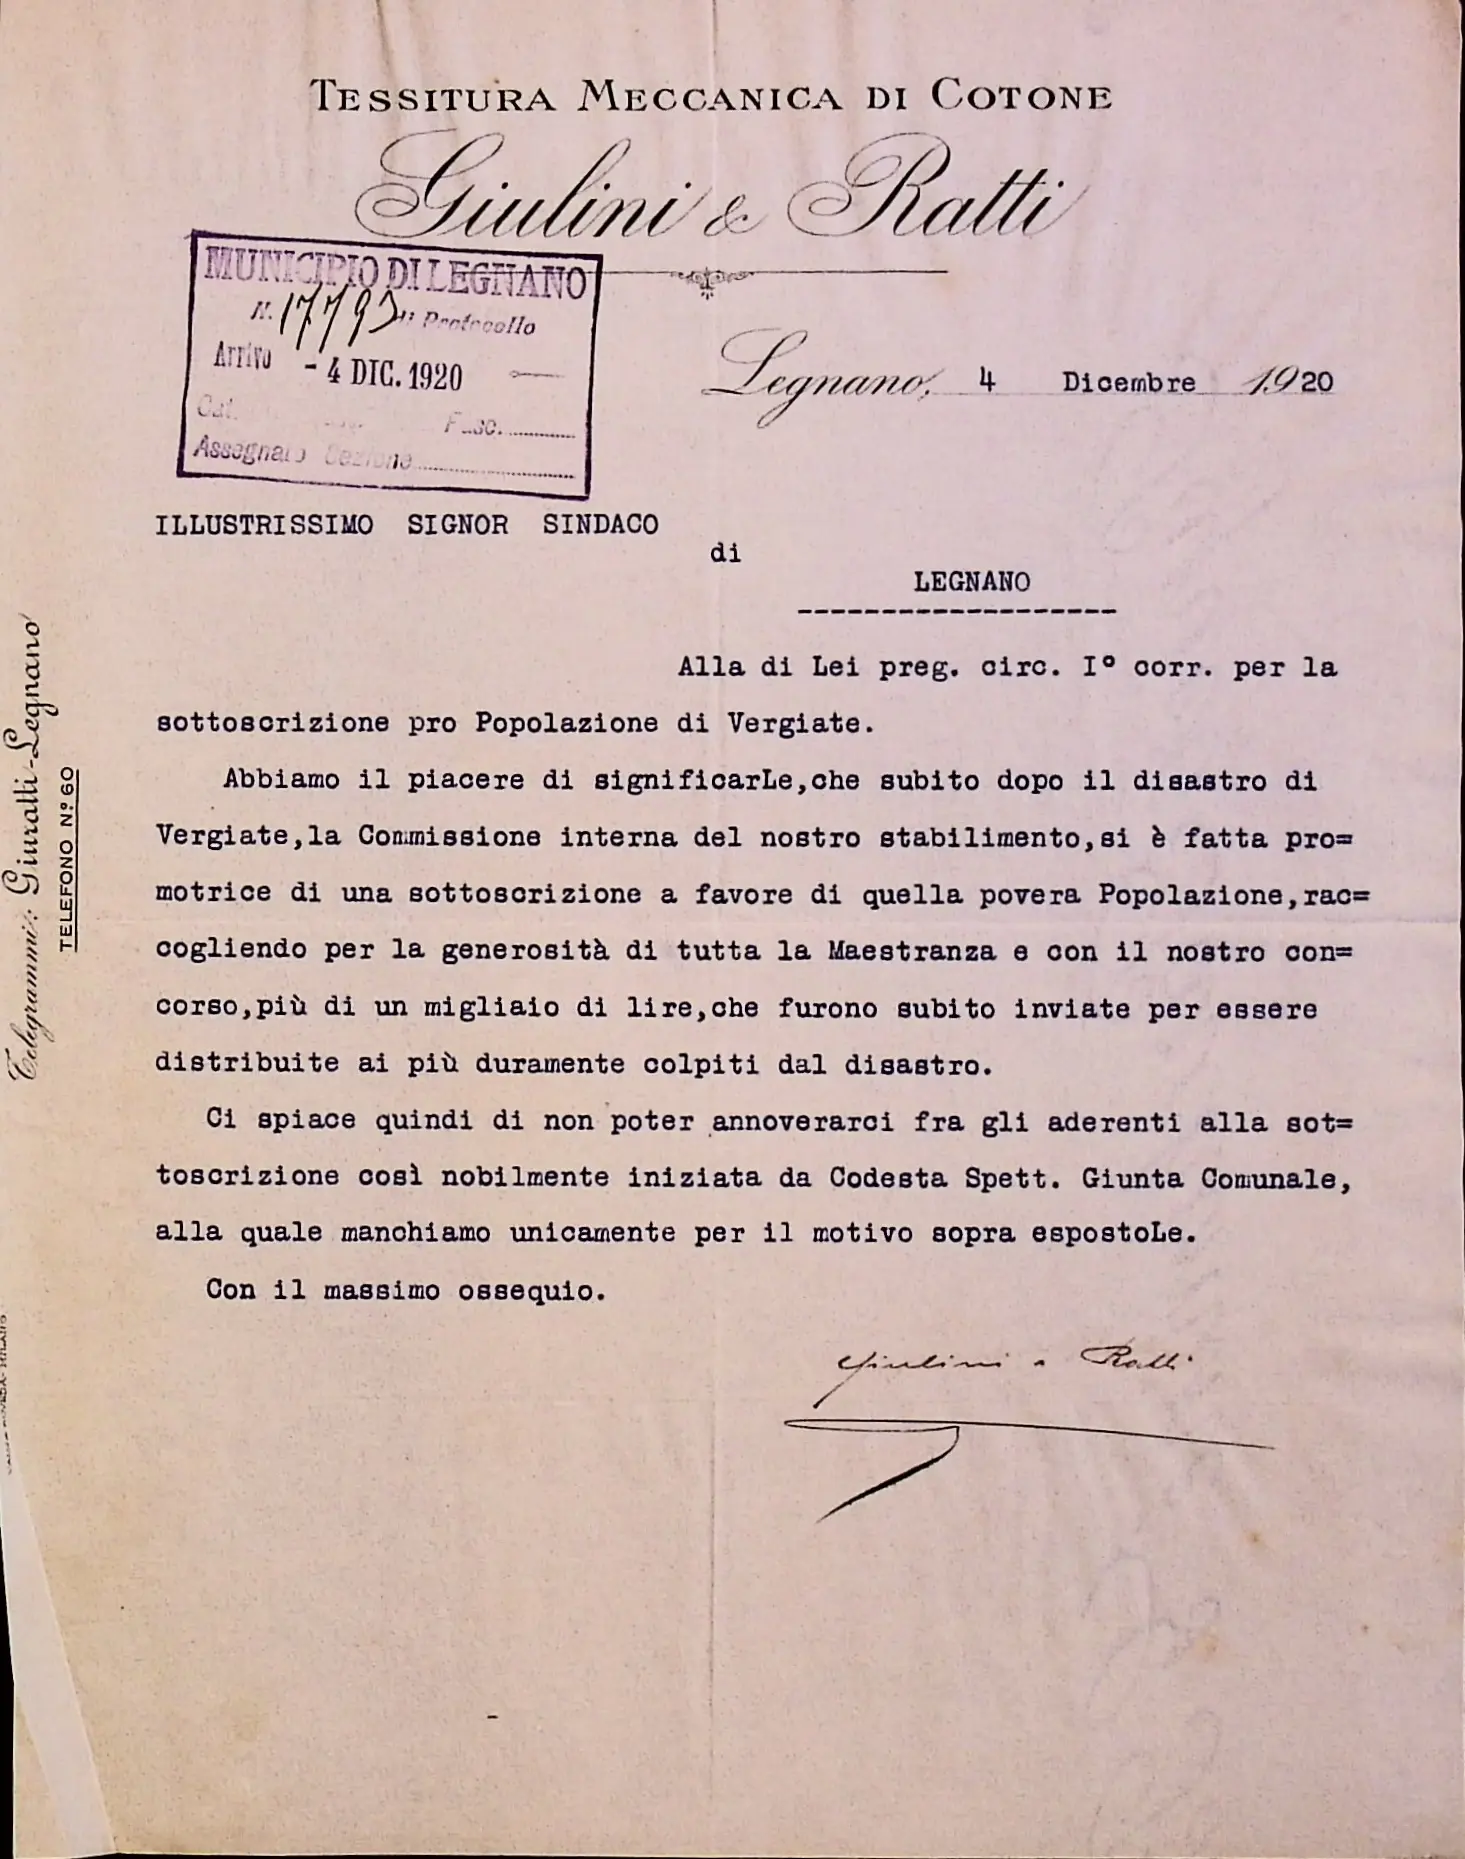 TESSITURA MECCANICA DI COTONE
Giulini & Ratti
MUNICIPIO DI LEGNANO
N. 17793 di Protocollo
Arrivo - 4 DIC. 1920
Cat. Fasc.
Assegnato Sezione
Legnano, 4 Dicembre 1920
ILLUSTRISSIMO SIGNOR SINDACO
di
LEGNANO
-------------------
Alla di Lei preg. circ. I° corr. per la
sottoscrizione pro Popolazione di Vergiate.
Abbiamo il piacere di significarLe,che subito dopo il disastro di
Vergiate,la Commissione interna del nostro stabilimento,si è fatta pro=
motrice di una sottoscrizione a favore di quella povera Popolazione,rac=
cogliendo per la generosità di tutta la Maestranza e con il nostro con=
corso,più di un migliaio di lire,che furono subito inviate per essere
distribuite ai più duramente colpiti dal disastro.
Ci spiace quindi di non poter annoverarci fra gli aderenti alla sot=
toscrizione così nobilmente iniziata da Codesta Spett. Giunta Comunale,
alla quale manchiamo unicamente per il motivo sopra espostoLe.
Con il massimo ossequio.
Giulini & Ratti
Telegrammi: Giuratti-Legnano
TELEFONO Nº 60